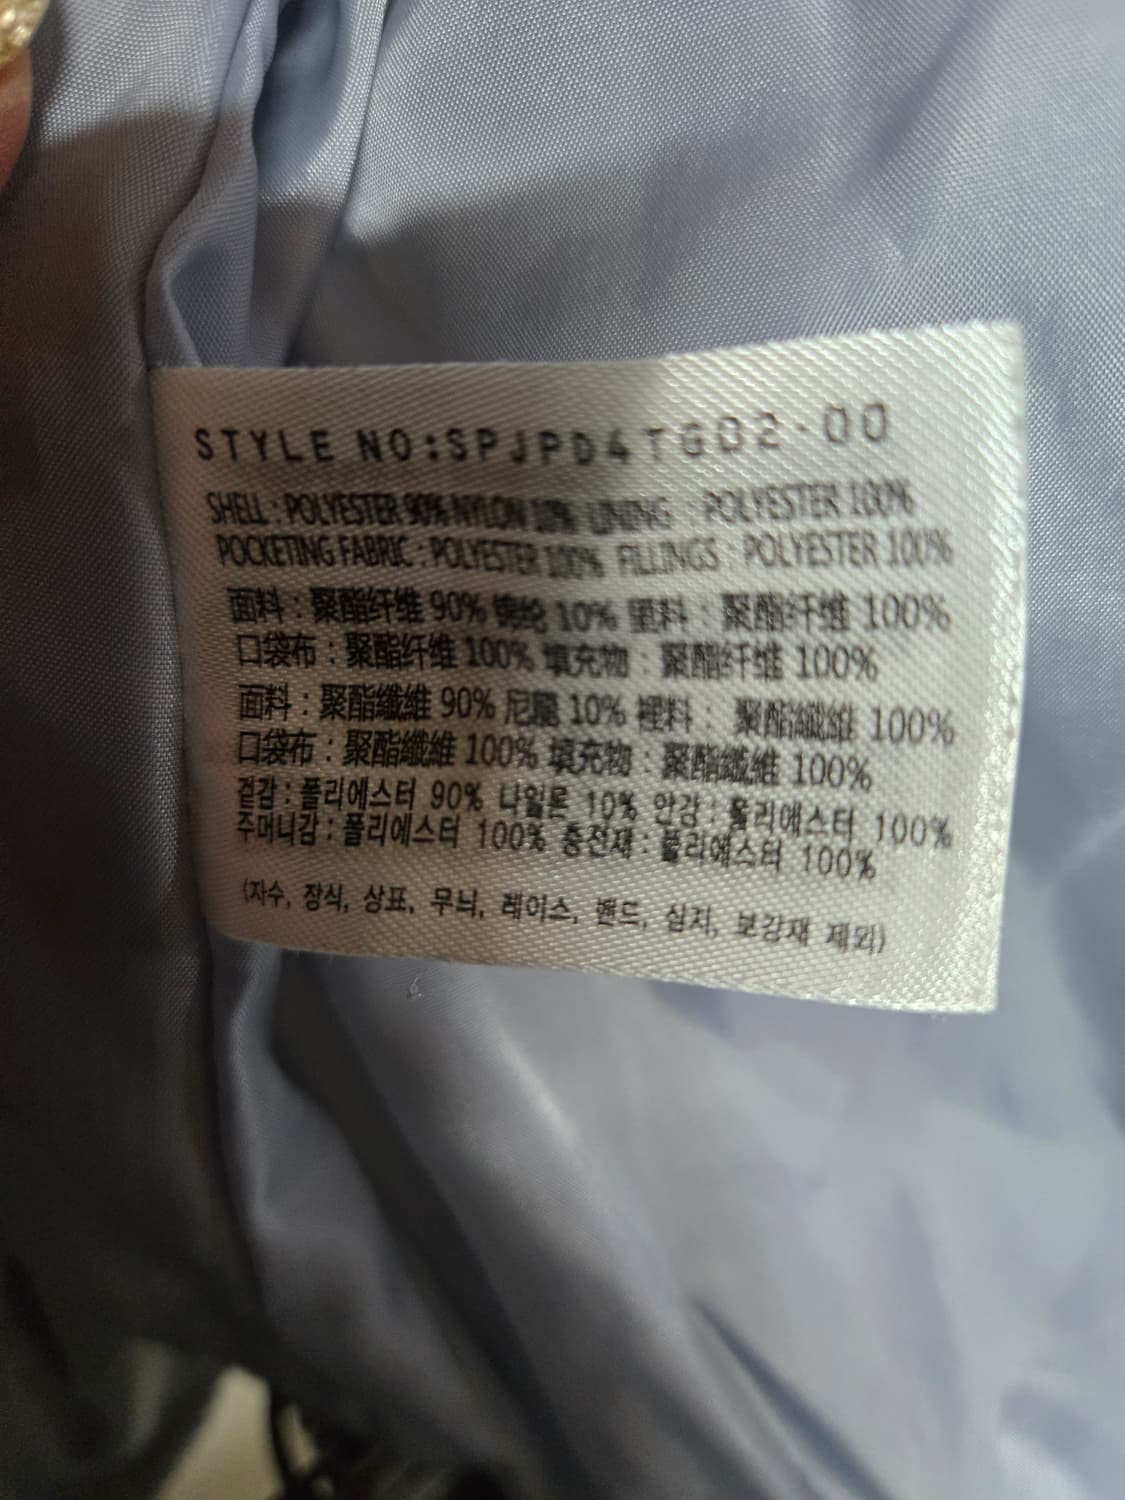 STYLE NO:SPJPD4TG02-00
SHELL : POLYESTER 90% NYLON 10% LINING : POLYESTER 100%
POCKETING FABRIC : POLYESTER 100% FILLINGS : POLYESTER 100%
面料 : 聚酯纤维 90% 锦纶 10% 里料 : 聚酯纤维 100%
口袋布 : 聚酯纤维 100% 填充物 : 聚酯纤维 100%
面料 : 聚酯纖維 90% 尼龍 10% 裡料 : 聚酯纖維 100%
口袋布 : 聚酯纖維 100% 填充物 : 聚酯纖維 100%
겉감 : 폴리에스터 90% 나일론 10% 안감 : 폴리에스터 100%
주머니감 : 폴리에스터 100% 충전재 : 폴리에스터 100%
(자수, 장식, 상표, 무늬, 레이스, 밴드, 심지, 보강재 제외)